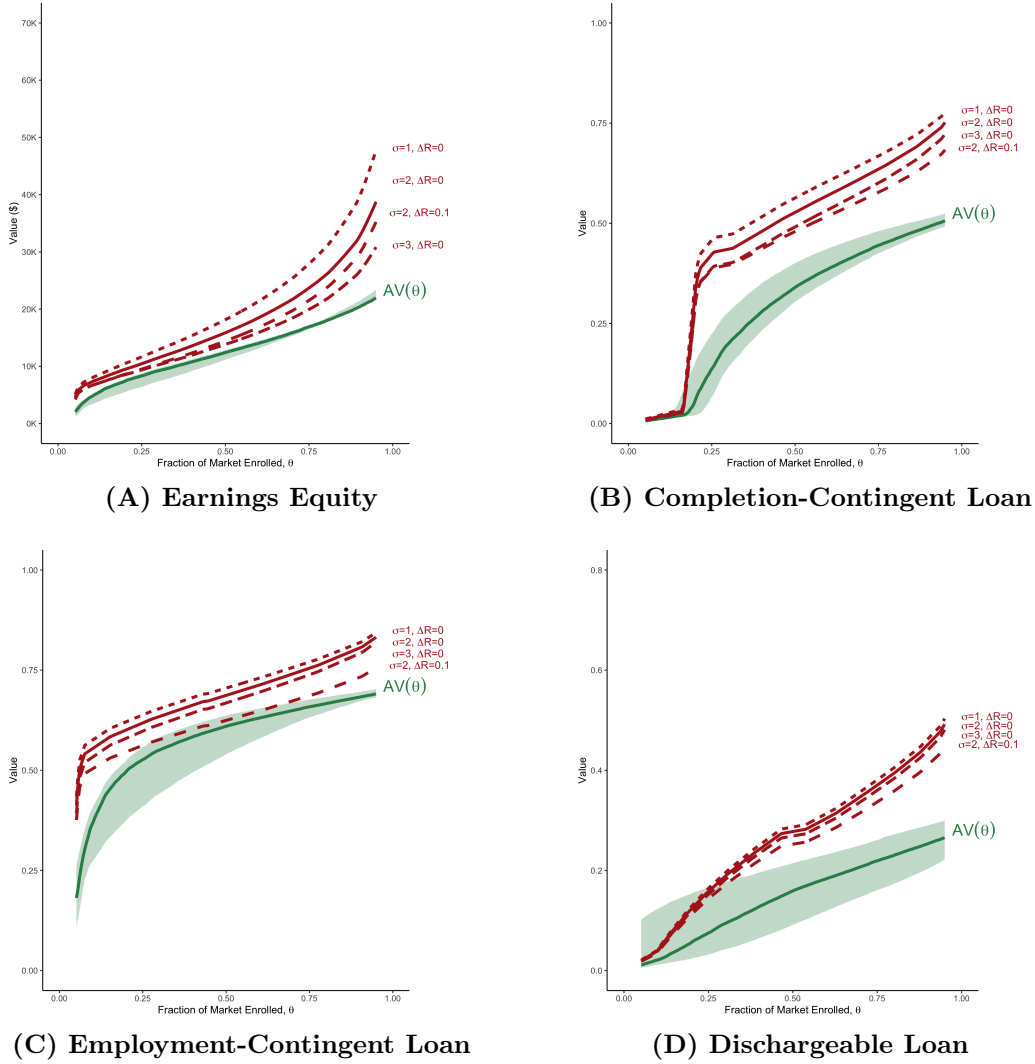 70K
60K
50K
40K
30K
20K
10K
0K
Value ($)
σ=1, ΔR=0
σ=2, ΔR=0
σ=2, ΔR=0.1
σ=3, ΔR=0
AV(θ)
0.00 0.25 0.50 0.75 1.00
Fraction of Market Enrolled, θ
(A) Earnings Equity
1.00
0.75
0.50
0.25
0.00
Value
σ=1, ΔR=0
σ=2, ΔR=0
σ=3, ΔR=0
σ=2, ΔR=0.1
AV(θ)
0.00 0.25 0.50 0.75 1.00
Fraction of Market Enrolled, θ
(B) Completion-Contingent Loan
1.00
0.75
0.50
0.25
0.00
Value
σ=1, ΔR=0
σ=2, ΔR=0
σ=3, ΔR=0
σ=2, ΔR=0.1
AV(θ)
0.00 0.25 0.50 0.75 1.00
Fraction of Market Enrolled, θ
(C) Employment-Contingent Loan
0.8
0.6
0.4
0.2
0.0
Value
σ=1, ΔR=0
σ=2, ΔR=0
σ=3, ΔR=0
σ=2, ΔR=0.1
AV(θ)
0.00 0.25 0.50 0.75 1.00
Fraction of Market Enrolled, θ
(D) Dischargeable Loan